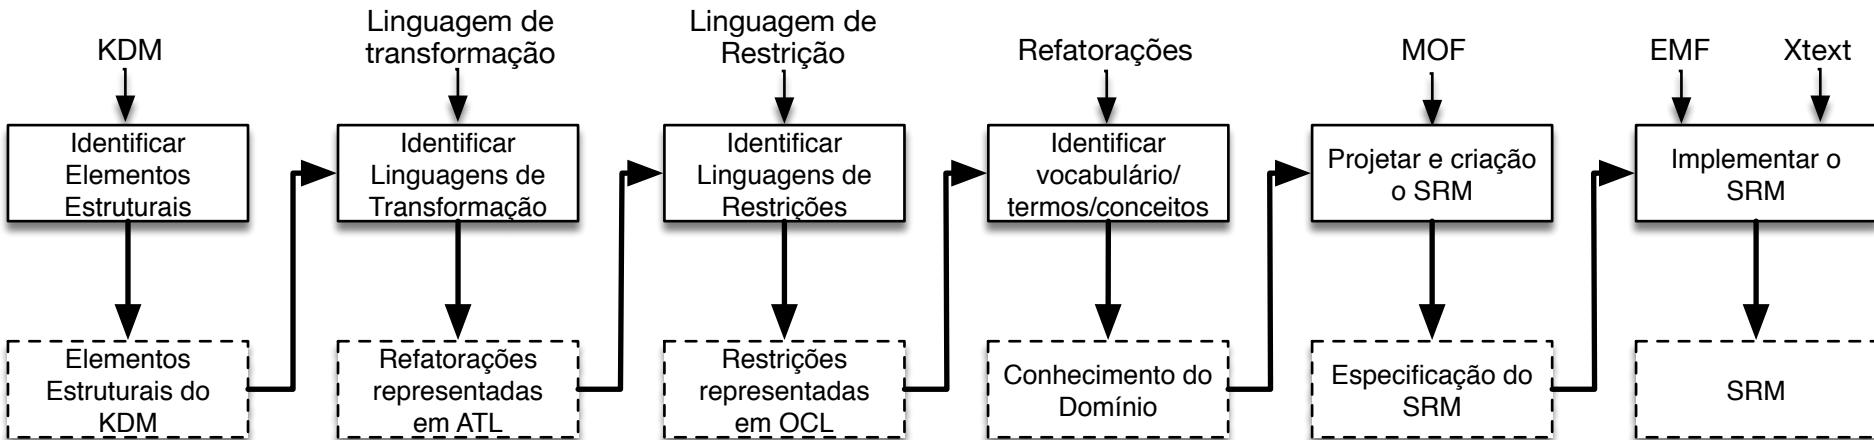 KDM
Linguagem de
transformação
Linguagem de
Restrição
Refatorações
MOF
EMF
Xtext
Identificar
Elementos
Estruturais
Identificar
Linguagens de
Transformação
Identificar
Linguagens de
Restrições
Identificar
vocabulário/
termos/conceitos
Projetar e criação
o SRM
Implementar o
SRM
Elementos
Estruturais do
KDM
Refatorações
representadas
em ATL
Restrições
representadas
em OCL
Conhecimento do
Domínio
Especificação do
SRM
SRM